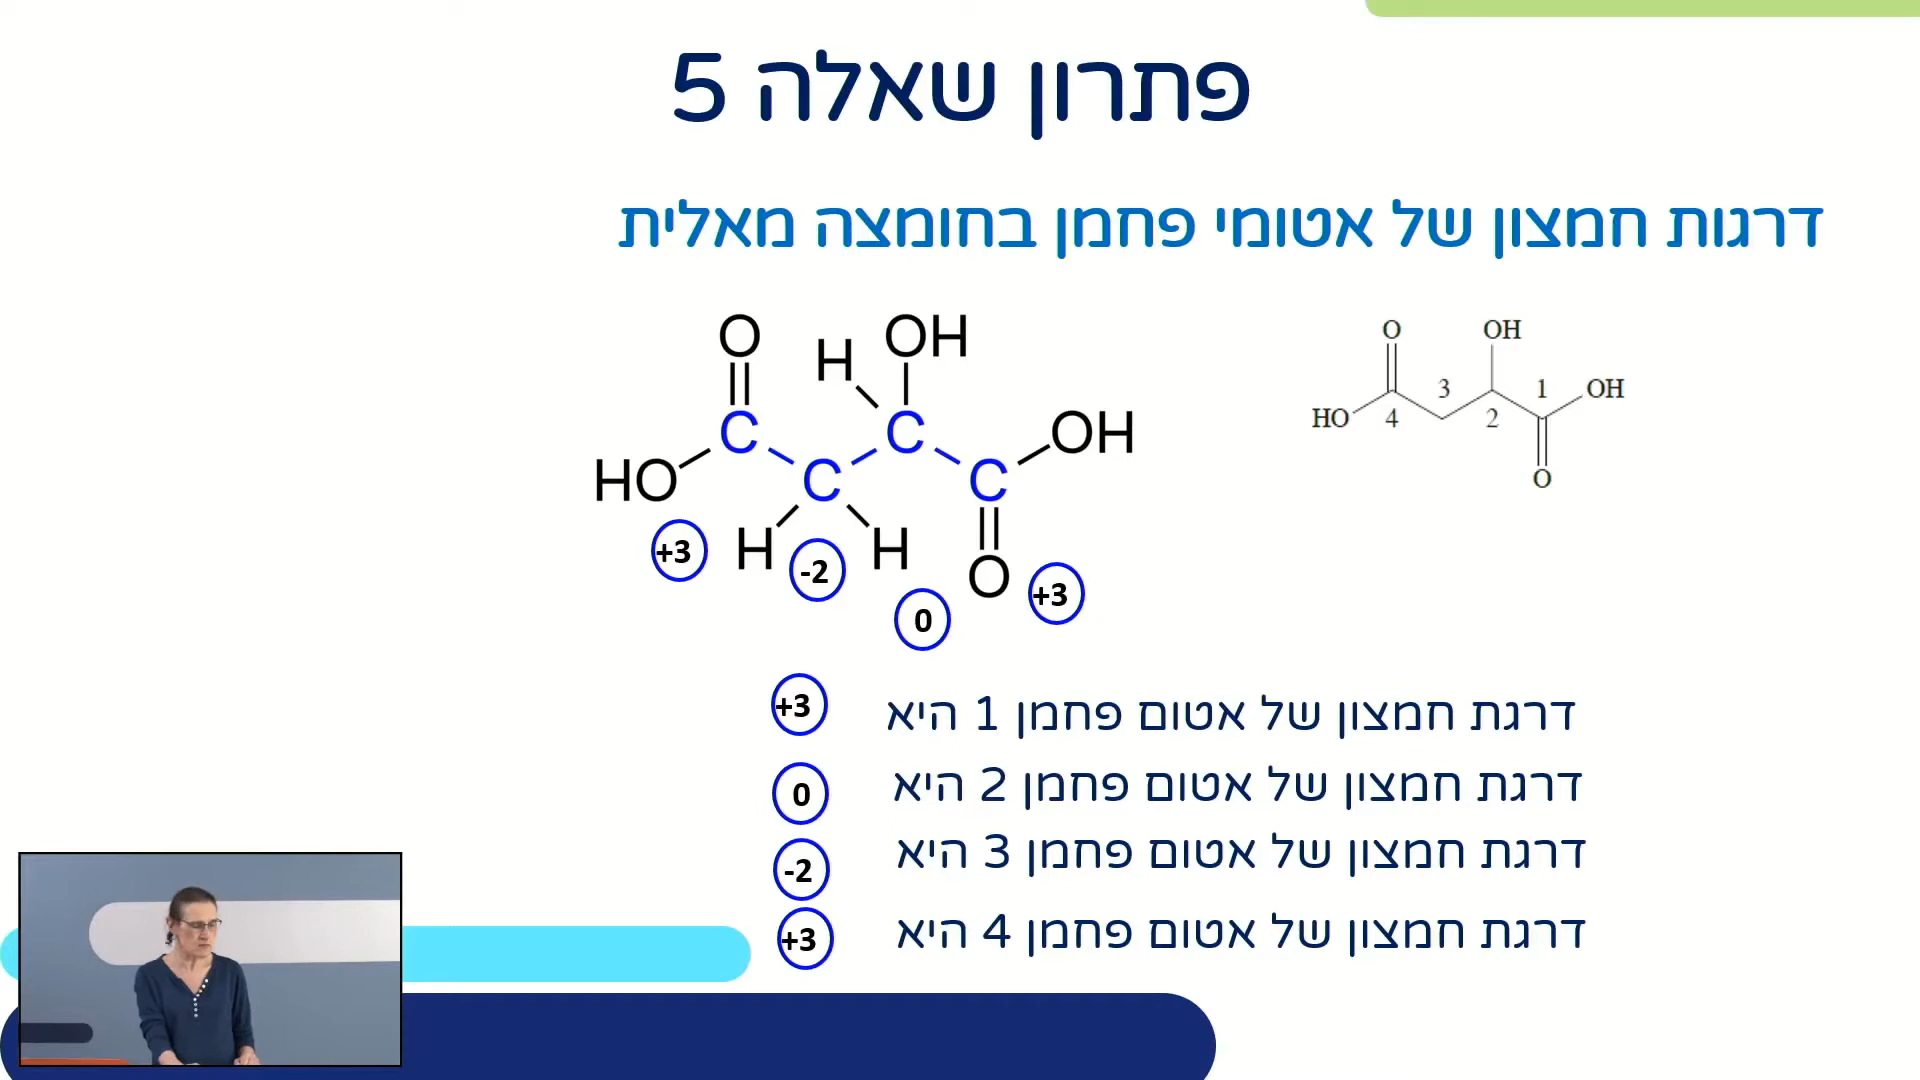 פתרון שאלה 5
דרגות חמצון של אטומי פחמן בחומצה מאלית
O
H
OH
C
C
OH
HO
C
C
H
H
O
+3
-2
0
+3
O
OH
3
1
OH
HO
4
2
O
דרגת חמצון של אטום פחמן 1 היא +3
דרגת חמצון של אטום פחמן 2 היא 0
דרגת חמצון של אטום פחמן 3 היא -2
דרגת חמצון של אטום פחמן 4 היא +3